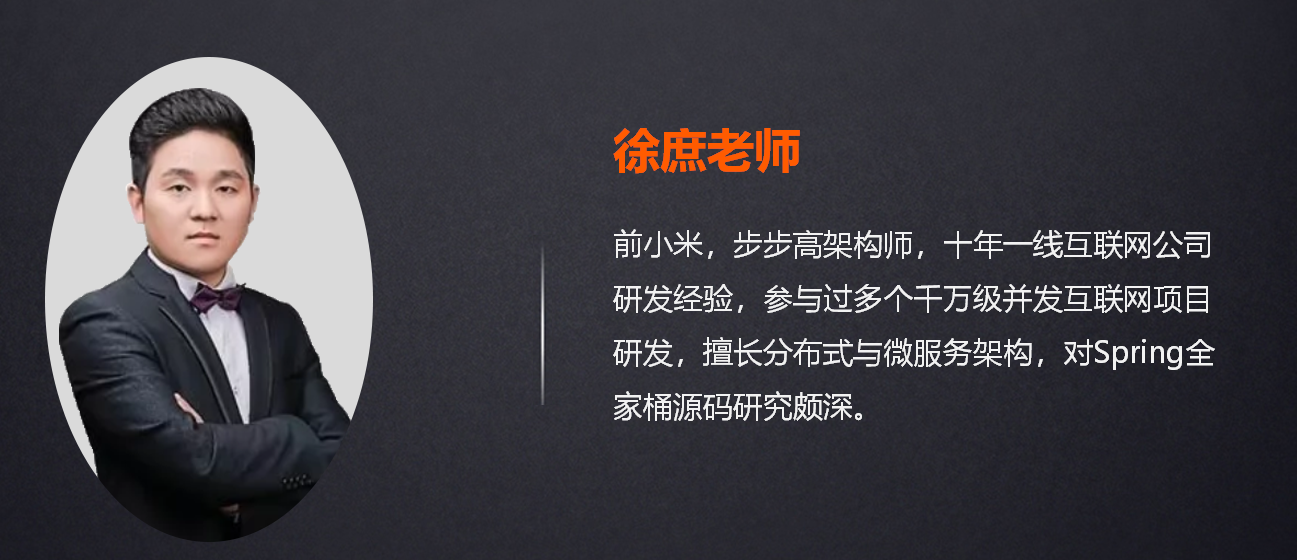 徐庶老师
前小米，步步高架构师，十年一线互联网公司
研发经验，参与过多个千万级并发互联网项目
研发，擅长分布式与微服务架构，对Spring全
家桶源码研究颇深。